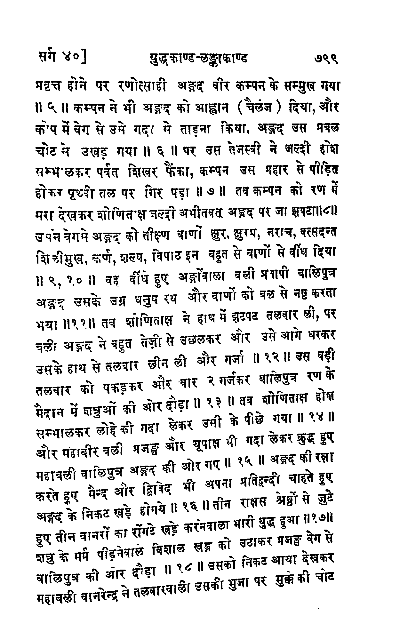 सर्ग ४०] युद्धकाण्ड-लङ्काकाण्ड ७९९
प्रवृत्त होने पर रणोत्साही अङ्गद वीर कम्पन के सम्मुख गया
॥ ५ ॥ कम्पन ने भी अङ्गद को आह्वान (चैलंज) दिया, और
कोप में वेग से उसे गदा से ताड़ना किया, अङ्गद उस प्रबल
चोट से उखड़ गया ॥ ६ ॥ पर उस तेजस्वी ने जल्दी होश
सम्भालकर पर्वत शिखर फैंका, कम्पन उस प्रहार से पीड़ित
होकर पृथ्वी तल पर गिर पड़ा ॥ ७ ॥ तब कम्पन को रण में
मरा देखकर शोणिताक्ष जल्दी अभीतवत् अङ्गद पर जा झपटा॥८॥
उसने वेगसे अङ्गद को तीक्ष्ण बाणों क्षुर, क्षुरप्र, नराच, वत्सदन्त
शिलीमुख, कर्ण, शल्य, विपाठ इन बहुत से बाणों से वींध दिया
॥ ९, १० ॥ वह वींधे हुए अङ्गोंवाला बली प्रतापी वालिपुत्र
अङ्गद उसके उग्र धनुष रथ और बाणों को बल से नष्ट करता
भया ॥११॥ तब शोणिताक्ष ने हाथ में झटपट तलवार ली, पर
बली अङ्गद ने बहुत तेज़ी से उछलकर और उसे आगे धरकर
उसके हाथ से तलवार छीन ली और गर्जा ॥ १२ ॥ उस बड़ी
तलवार को पकड़कर और बार २ गर्जकर वालिपुत्र रण के
मैदान में शत्रुओं की ओर दौड़ा ॥ १३ ॥ तब शोणिताक्ष होश
सम्भालकर लोहे की गदा लेकर उसी के पीछे गया ॥ १४ ॥
और महावीर बली प्रजङ्घ और यूपाक्ष भी गदा लेकर क्रुद्ध हुए
महाबली वालिपुत्र अङ्गद की ओर गए ॥ १५ ॥ अङ्गद की रक्षा
करते हुए मैन्द और द्विविद भी अपना प्रतिद्वन्दी चाहते हुए
अङ्गद के निकट खड़े होगये ॥ १६ ॥ तीन राक्षस श्रेष्ठों से जुटे
हुए तीन वानरों का रोंगटे खड़े करनेवाला भारी युद्ध हुआ ॥१७॥
शत्रु के मर्म पीड़नेवाले विशाल खड्ग को उठाकर प्रजङ्घ वेग से
वालिपुत्र की ओर दौड़ा ॥ १८ ॥ उसको निकट आया देखकर
महाबली वानरेन्द्र ने तलवारवाली उसकी भुजा पर मुक्के की चोट